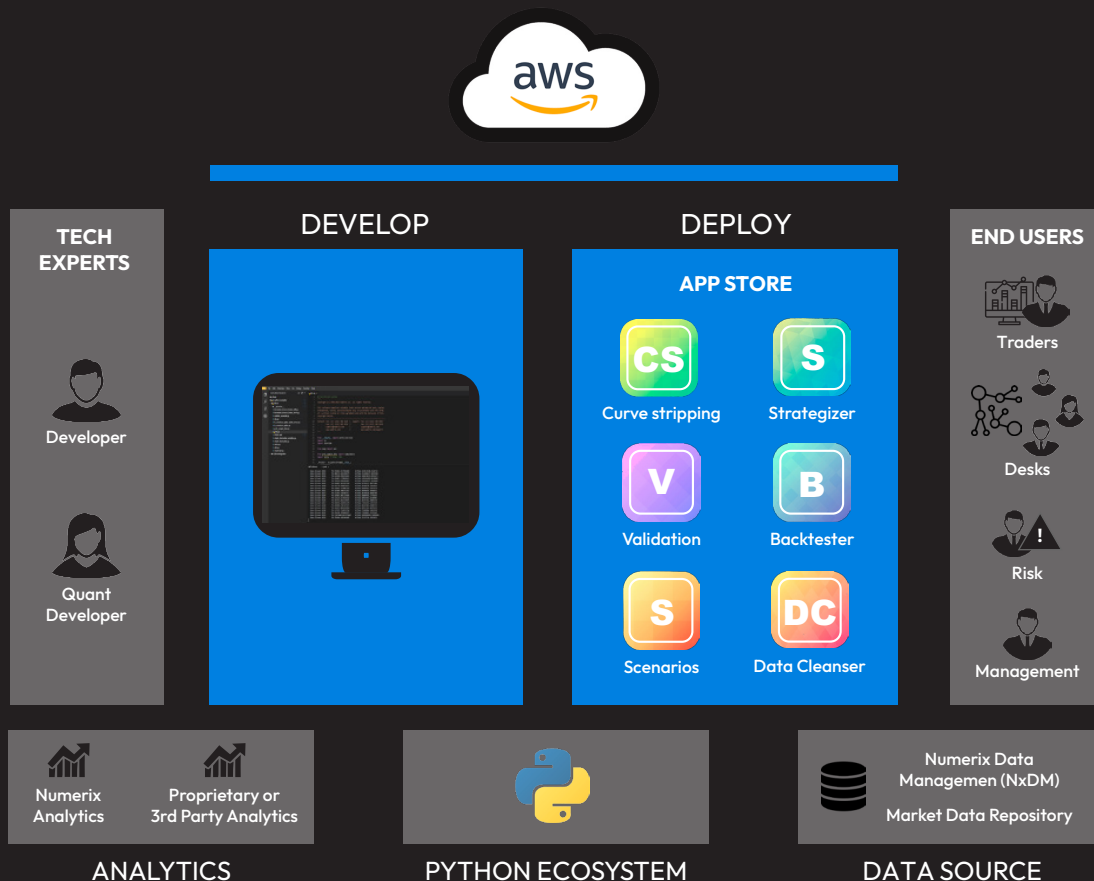 aws
TECH
EXPERTS
Developer
Quant
Developer
DEVELOP
DEPLOY
APP STORE
CS
S
Curve stripping
Strategizer
V
B
Validation
Backtester
S
DC
Scenarios
Data Cleanser
END USERS
Traders
Desks
!
Risk
Management
Numerix
Analytics
Proprietary or
3rd Party Analytics
ANALYTICS
PYTHON ECOSYSTEM
Numerix Data
Managemen (NxDM)
Market Data Repository
DATA SOURCE